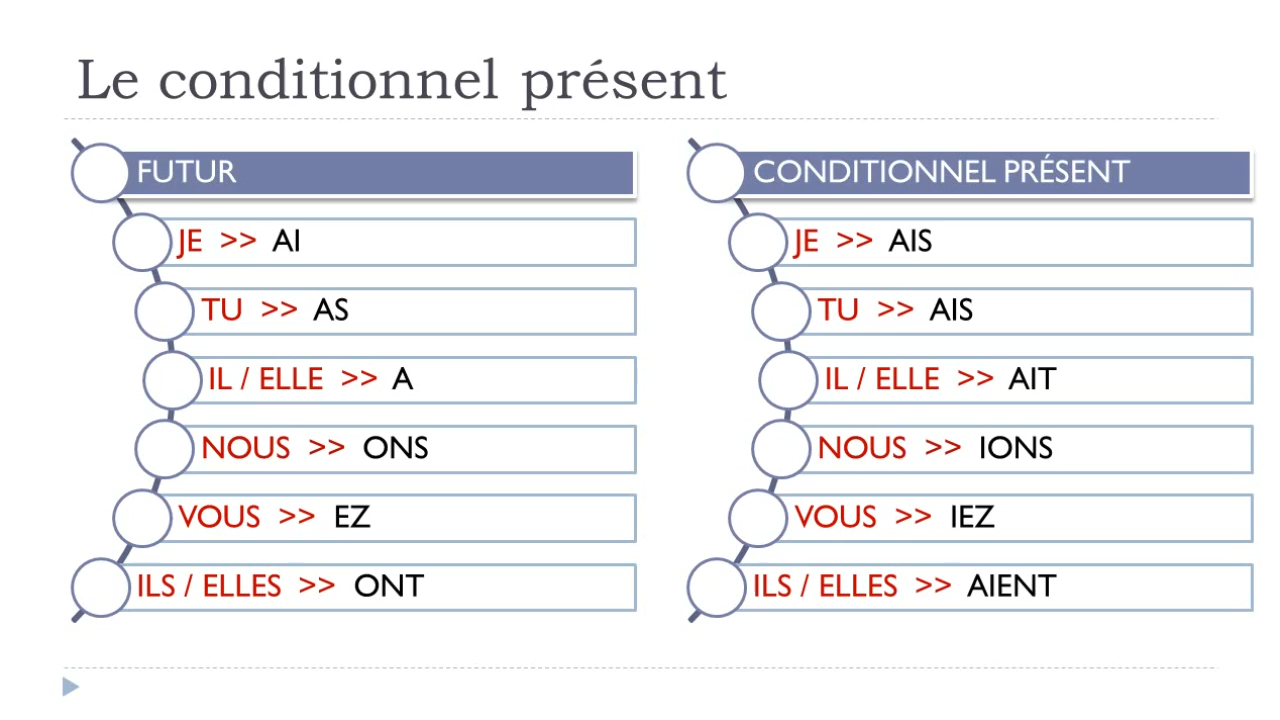 Le conditionnel présent
FUTUR
JE >> AI
TU >> AS
IL / ELLE >> A
NOUS >> ONS
VOUS >> EZ
ILS / ELLES >> ONT
CONDITIONNEL PRÉSENT
JE >> AIS
TU >> AIS
IL / ELLE >> AIT
NOUS >> IONS
VOUS >> IEZ
ILS / ELLES >> AIENT